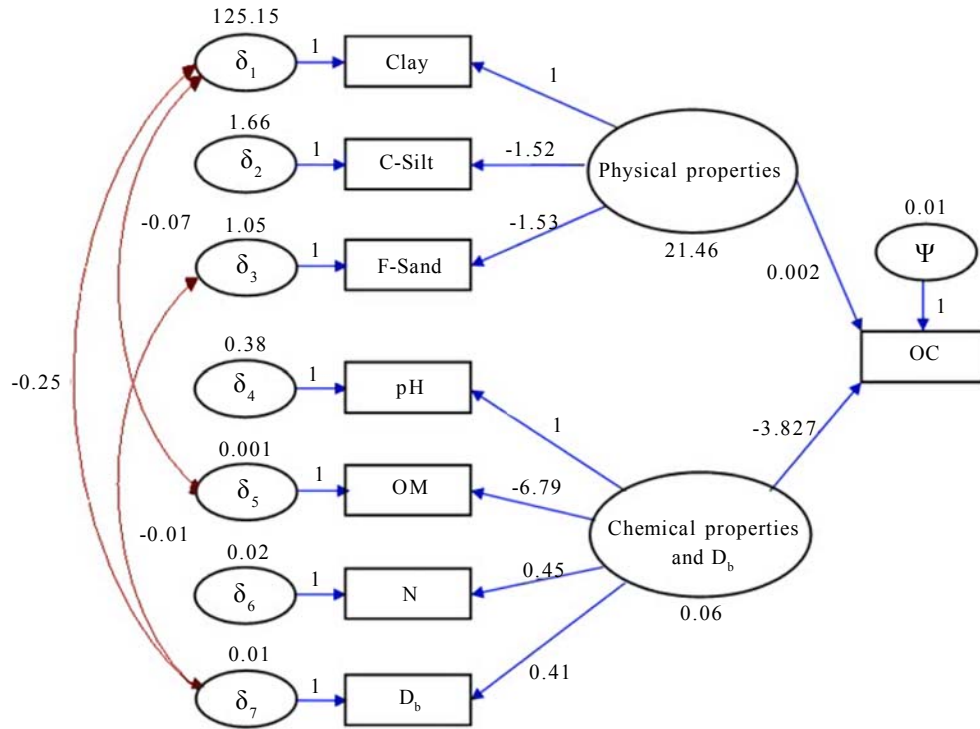 125.15
δ1
1
Clay
1
1.66
δ2
1
C-Silt
-1.52
Physical properties
-0.07
1.05
δ3
1
F-Sand
-1.53
21.46
0.002
0.01
Ψ
1
OC
-0.25
0.38
δ4
1
pH
1
-3.827
0.001
δ5
1
OM
-6.79
Chemical properties
and Db
0.06
-0.01
0.02
δ6
1
N
0.45
0.01
δ7
1
Db
0.41